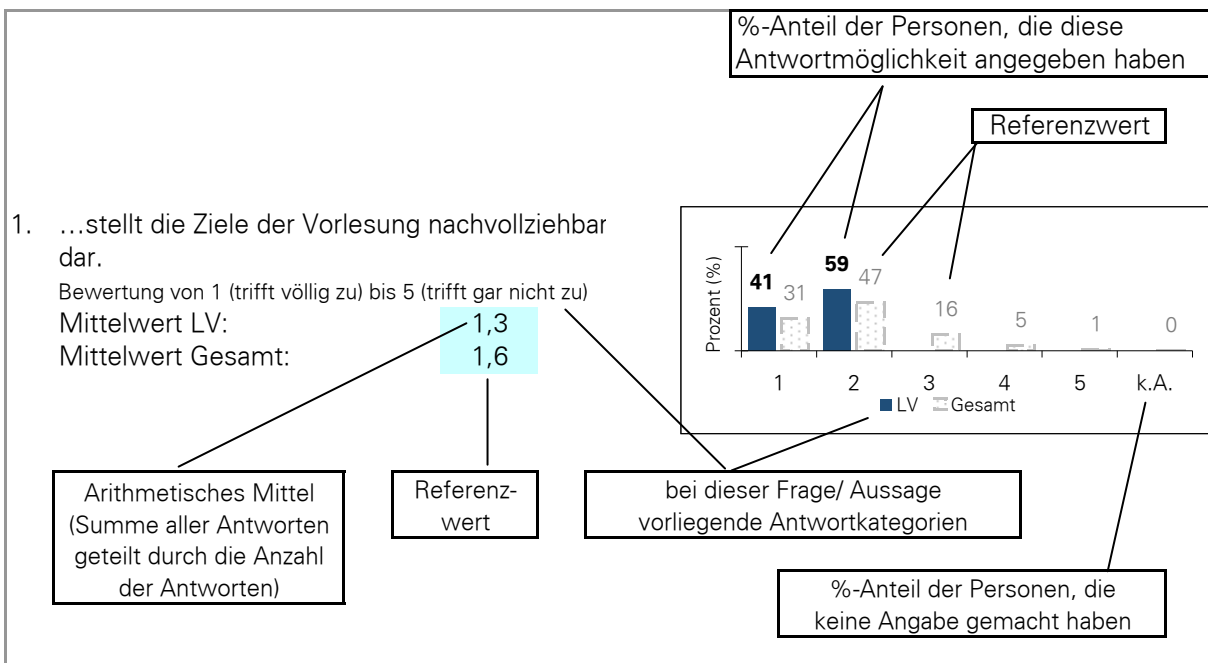 %-Anteil der Personen, die diese
Antwortmöglichkeit angegeben haben
Referenzwert
1. ...stellt die Ziele der Vorlesung nachvollziehbar
dar.
Bewertung von 1 (trifft völlig zu) bis 5 (trifft gar nicht zu)
Mittelwert LV: 1,3
Mittelwert Gesamt: 1,6
Prozent (%)
41 31 59 47 16 5 1 0
1 2 3 4 5 k.A.
LV Gesamt
Arithmetisches Mittel
(Summe aller Antworten
geteilt durch die Anzahl
der Antworten)
Referenz-
wert
bei dieser Frage/ Aussage
vorliegende Antwortkategorien
%-Anteil der Personen, die
keine Angabe gemacht haben